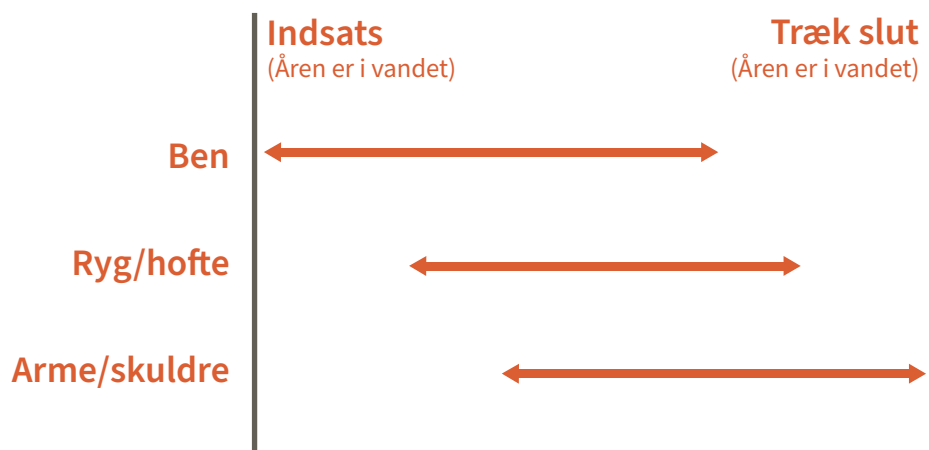 Indsats
(Åren er i vandet)
Træk slut
(Åren er i vandet)
Ben
Ryg/hofte
Arme/skuldre